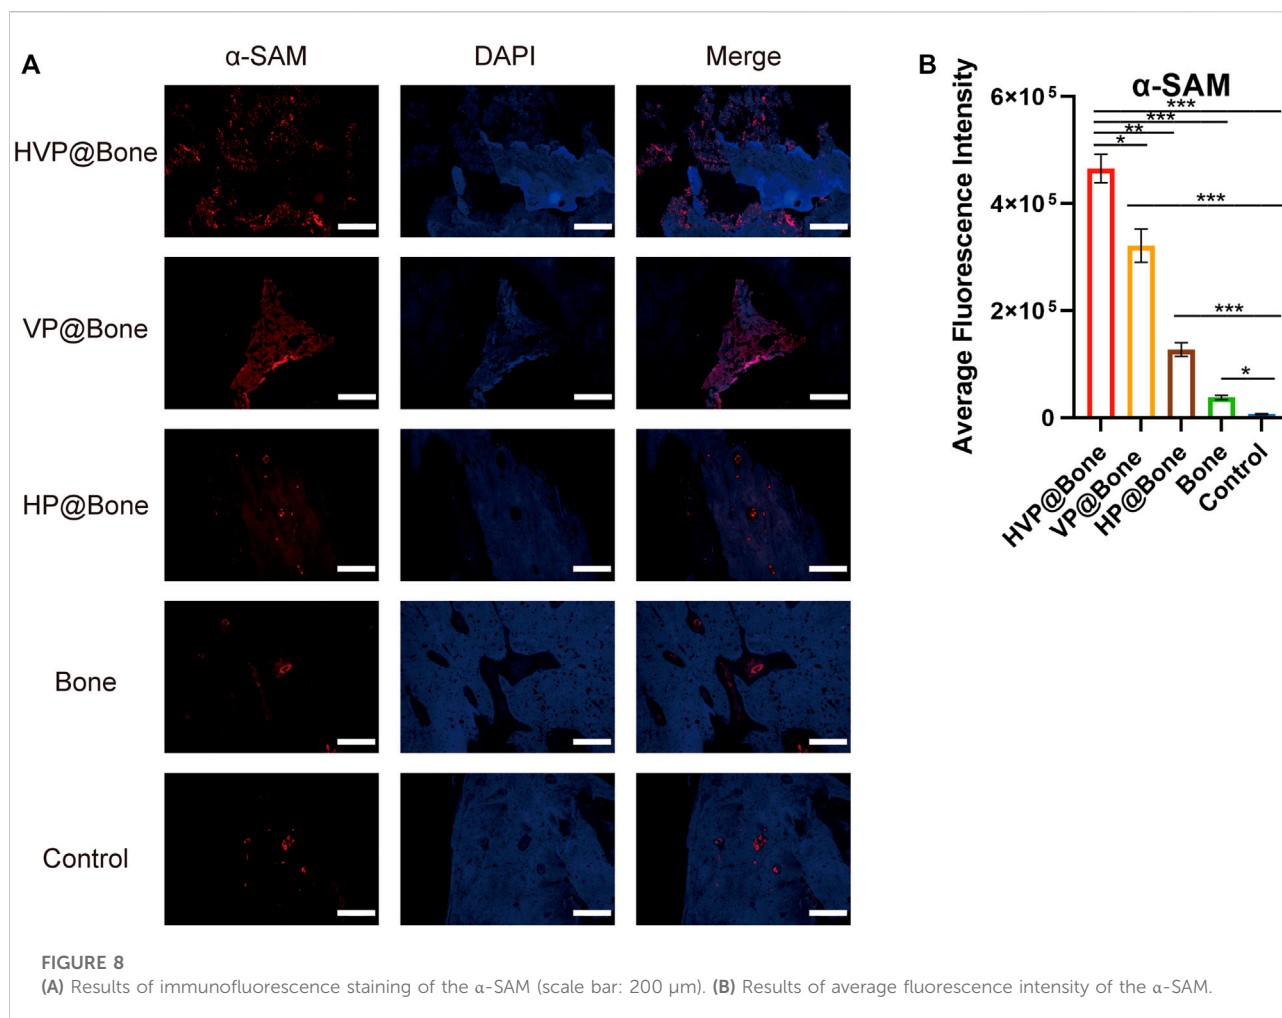 A
α-SAM
DAPI
Merge
HVP@Bone
VP@Bone
HP@Bone
Bone
Control
B
α-SAM
Average Fluorescence Intensity
6×10⁵
4×10⁵
2×10⁵
0
***
***
**
*
***
***
*
HVP@Bone
VP@Bone
HP@Bone
Bone
Control
FIGURE 8
(A) Results of immunofluorescence staining of the α-SAM (scale bar: 200 μm). (B) Results of average fluorescence intensity of the α-SAM.